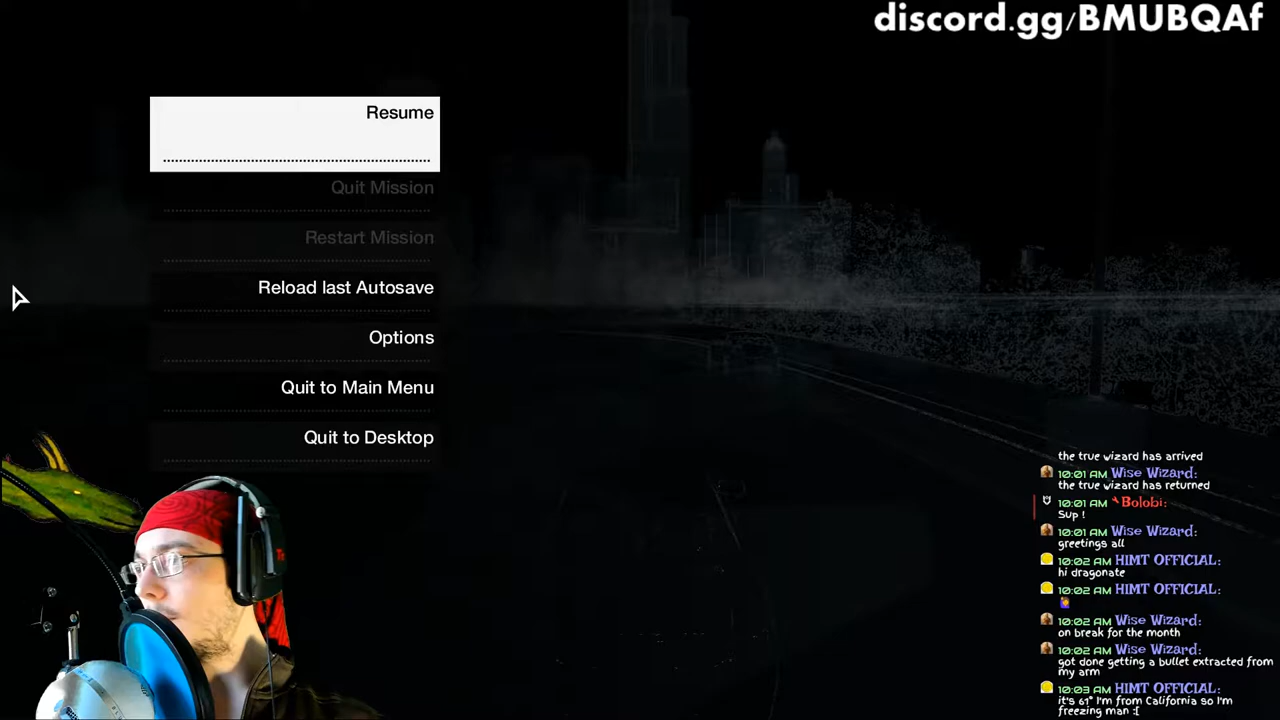 discord.gg/BMUBQAf
Resume
Quit Mission
Restart Mission
Reload last Autosave
Options
Quit to Main Menu
Quit to Desktop
the true wizard has arrived
10:01 AM Wise Wizard:
the true wizard has returned
10:01 AM Bolobi:
Sup !
10:01 AM Wise Wizard:
greetings all
10:02 AM HIMT OFFICIAL:
hi dragonate
10:02 AM HIMT OFFICIAL:
10:02 AM Wise Wizard:
on break for the month
10:02 AM Wise Wizard:
got done getting a bullet extracted from
my arm
10:03 AM HIMT OFFICIAL:
it's 61° I'm from California so I'm
freezing man :[